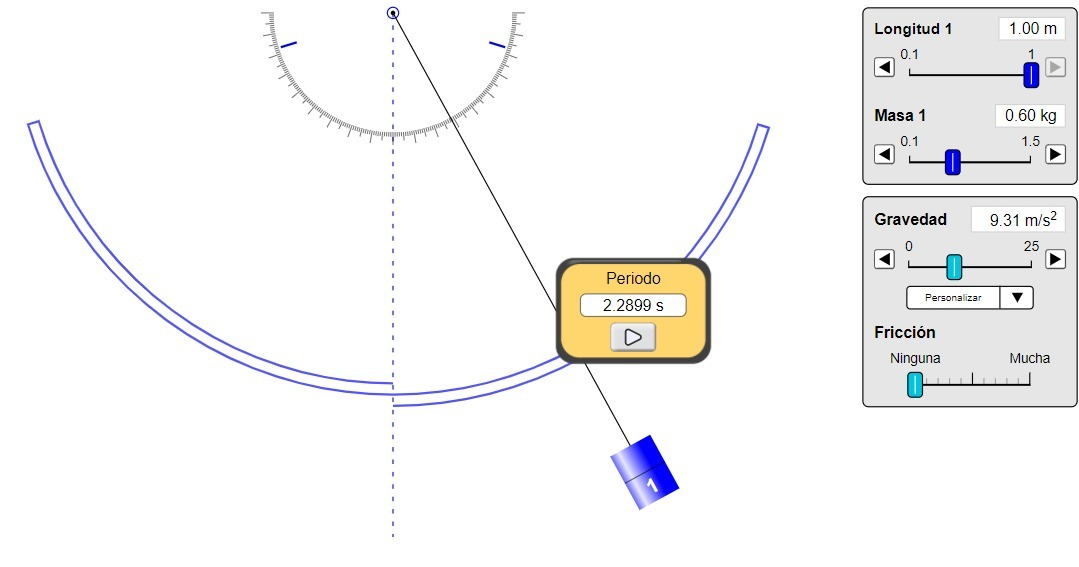 Longitud 1 1.00 m
0.1 1
Masa 1 0.60 kg
0.1 1.5
Gravedad 9.31 m/s²
0 25
Personalizar
Fricción
Ninguna Mucha
Periodo
2.2899 s
1